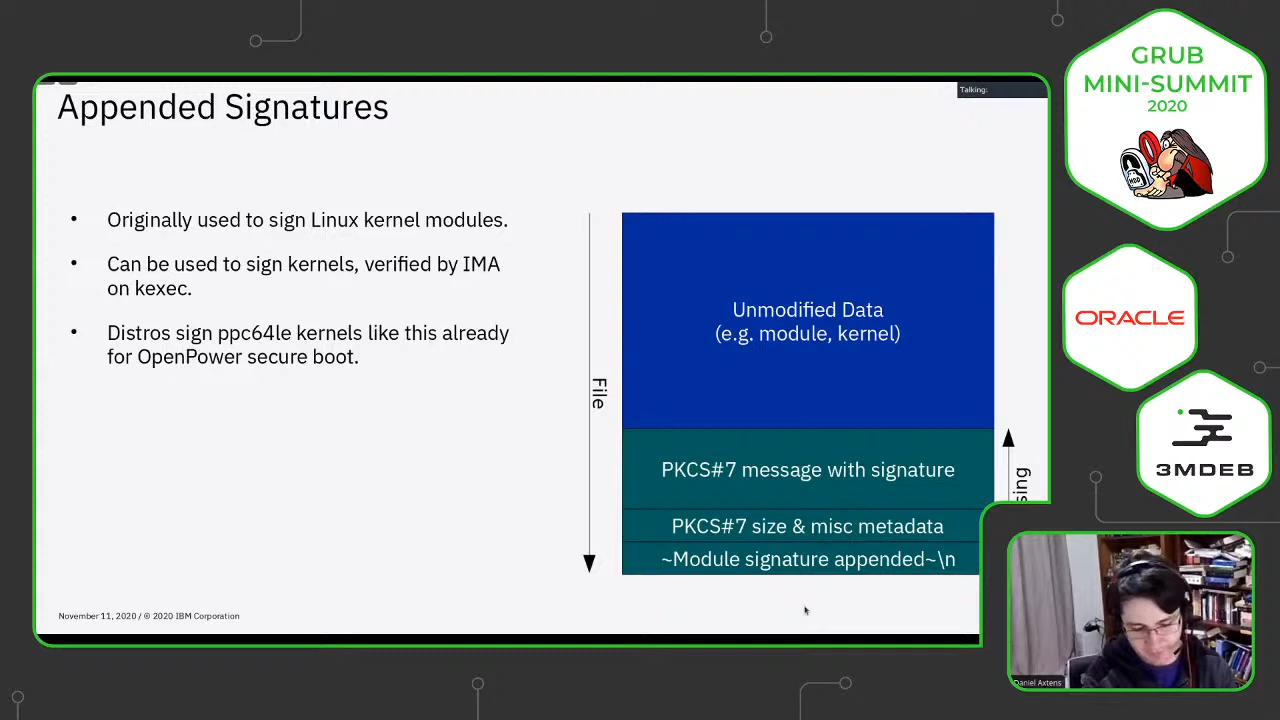 Appended Signatures
Talking:
• Originally used to sign Linux kernel modules.
• Can be used to sign kernels, verified by IMA
on kexec.
• Distros sign ppc64le kernels like this already
for OpenPower secure boot.
File
Unmodified Data
(e.g. module, kernel)
PKCS#7 message with signature
PKCS#7 size & misc metadata
~Module signature appended~\n
November 11, 2020 / © 2020 IBM Corporation
GRUB
MINI-SUMMIT
2020
ORACLE
3MDEB
Daniel Axtens